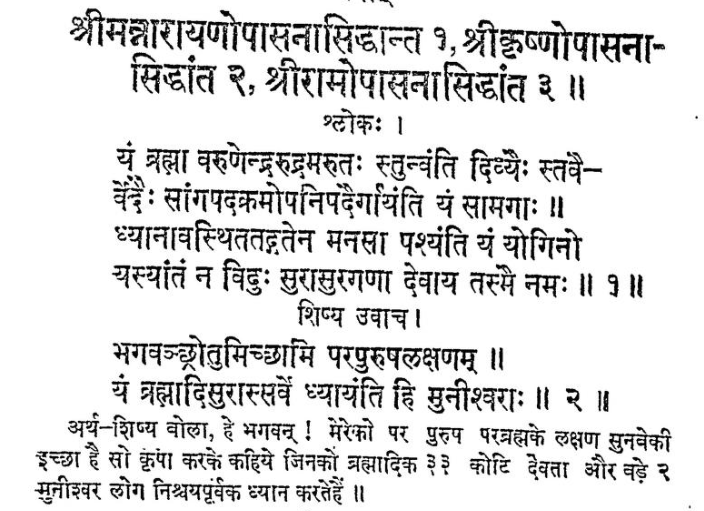 श्रीमन्नारायणोपासनासिद्धान्त १, श्रीकृष्णोपासना-
सिद्धांत २, श्रीरामोपासनासिद्धांत ३ ॥
श्लोकः ।
यं ब्रह्मा वरुणेन्द्ररुद्रमरुतः स्तुन्वंति दिव्यैः स्तवै-
र्वेदैः सांगपदक्रमोपनिषदैर्गायंति यं सामगाः ॥
ध्यानावस्थिततद्गतेन मनसा पश्यंति यं योगिनो
यस्यांतं न विदुः सुरासुरगणा देवाय तस्मै नमः ॥ १ ॥
शिष्य उवाच ।
भगवञ्छ्रोतुमिच्छामि परपुरुषलक्षणम् ॥
यं ब्रह्मादिसुरास्सर्वे ध्यायंति हि मुनीश्वराः ॥ २ ॥
अर्थ-शिष्य बोला, हे भगवन् ! मेरेको पर पुरुष परब्रह्मके लक्षण सुनवेकी
इच्छा है सो कृपा करके कहिये जिनकों ब्रह्मादिक ३३ कोटि देवता और बड़े २
मुनीश्वर लोग निश्चयपूर्वक ध्यान करतेहैं ॥